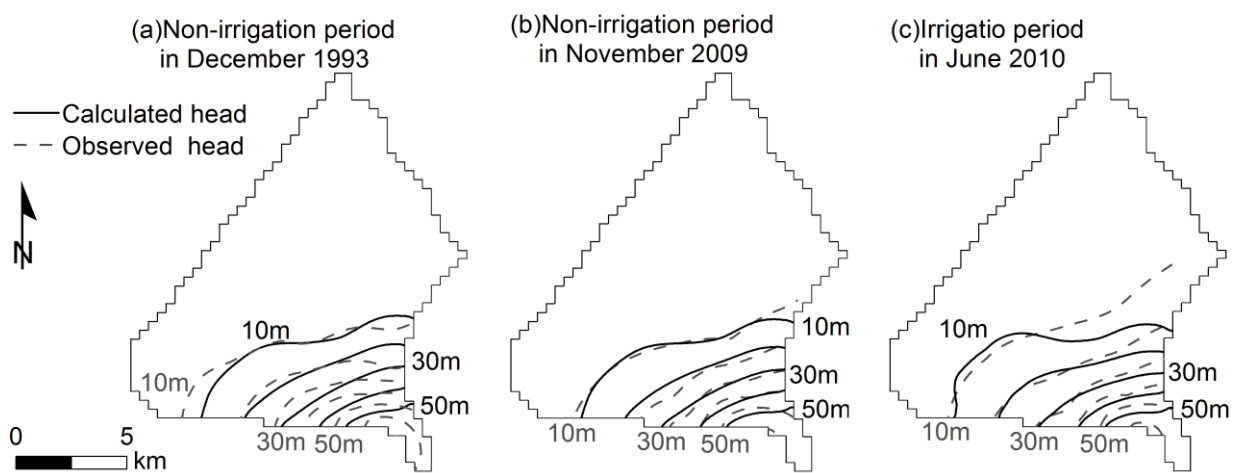 (a)Non-irrigation period
in December 1993
(b)Non-irrigation period
in November 2009
(c)Irrigatio period
in June 2010
Calculated head
Observed head
N
0 5
km
10m
10m
30m
50m
30m
50m
10m
30m
50m
10m
30m
50m
10m
30m
50m
10m
30m
50m